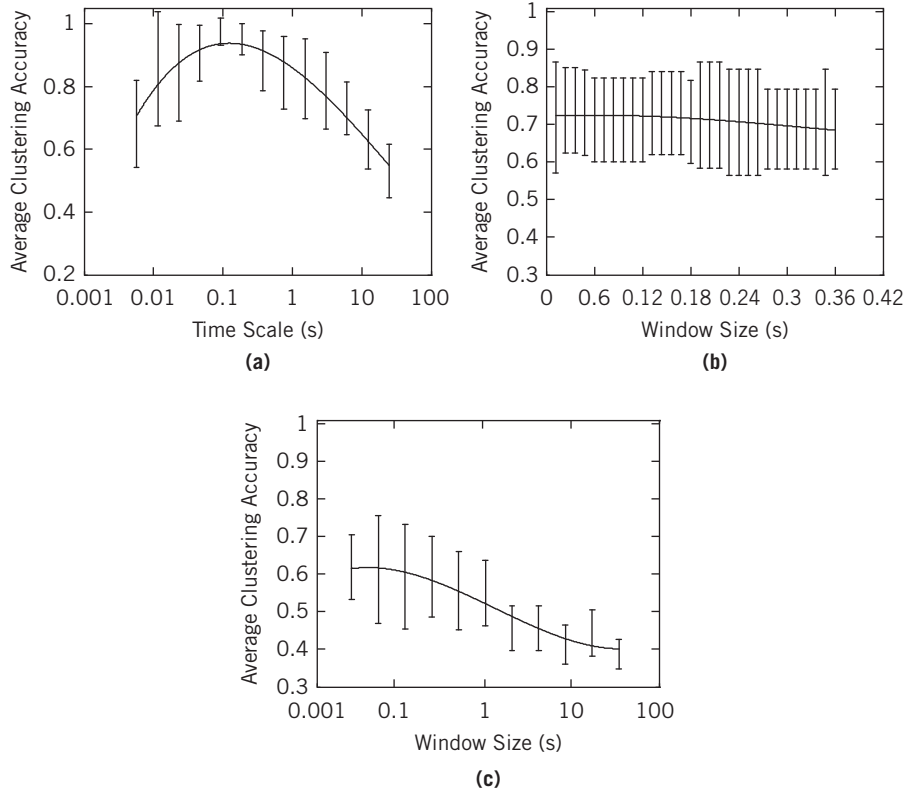 1
0.8
0.6
0.4
0.2
Average Clustering Accuracy
0.001 0.01 0.1 1 10 100
Time Scale (s)
(a)
1
0.9
0.8
0.7
0.6
0.5
0.4
0.3
Average Clustering Accuracy
0 0.6 0.12 0.18 0.24 0.3 0.36 0.42
Window Size (s)
(b)
1
0.9
0.8
0.7
0.6
0.5
0.4
0.3
Average Clustering Accuracy
0.001 0.1 1 10 100
Window Size (s)
(c)